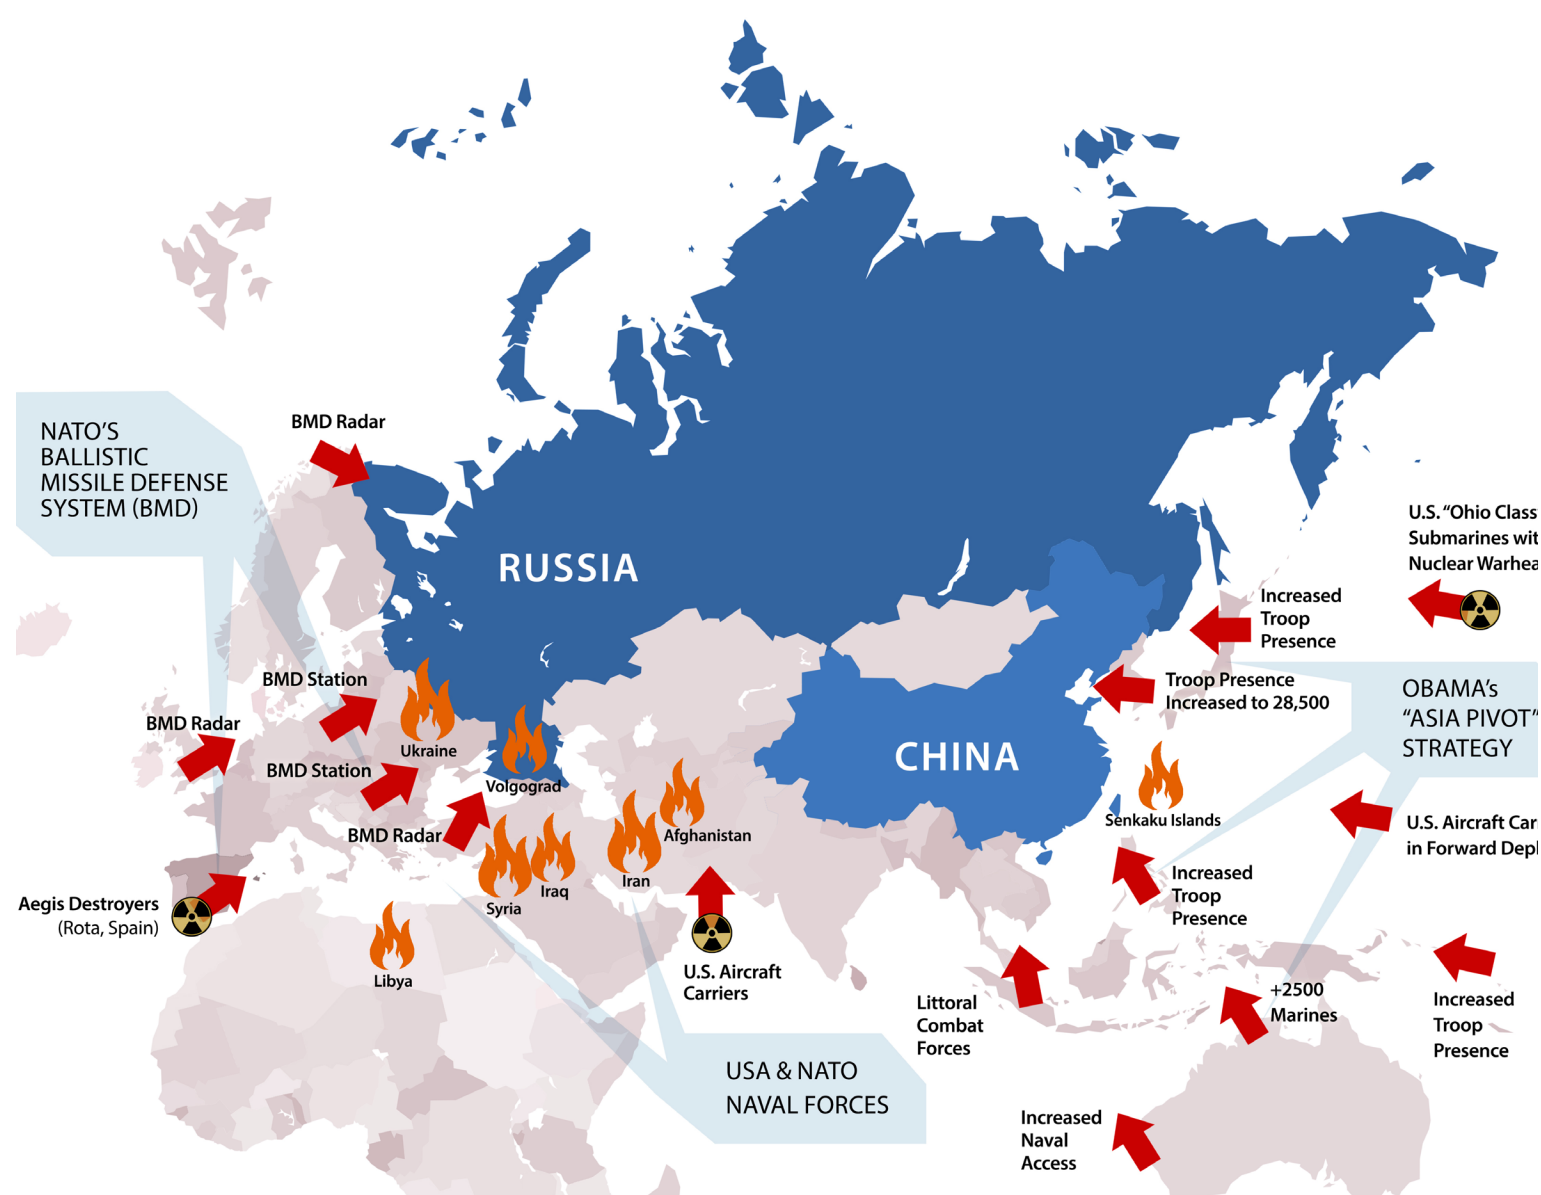 BMD Radar
NATO’S
BALLISTIC
MISSILE DEFENSE
SYSTEM (BMD)
RUSSIA
U.S. “Ohio Class
Submarines wit
Nuclear Warhea
Increased
Troop
Presence
BMD Station
Troop Presence
Increased to 28,500
OBAMA’s
“ASIA PIVOT”
STRATEGY
BMD Radar
Ukraine
CHINA
BMD Station
Volgograd
Senkaku Islands
BMD Radar
Afghanistan
U.S. Aircraft Car
in Forward Depl
Iran
Iraq
Syria
Increased
Troop
Presence
Aegis Destroyers
(Rota, Spain)
Libya
U.S. Aircraft
Carriers
Littoral
Combat
Forces
+2500
Marines
Increased
Troop
Presence
USA & NATO
NAVAL FORCES
Increased
Naval
Access